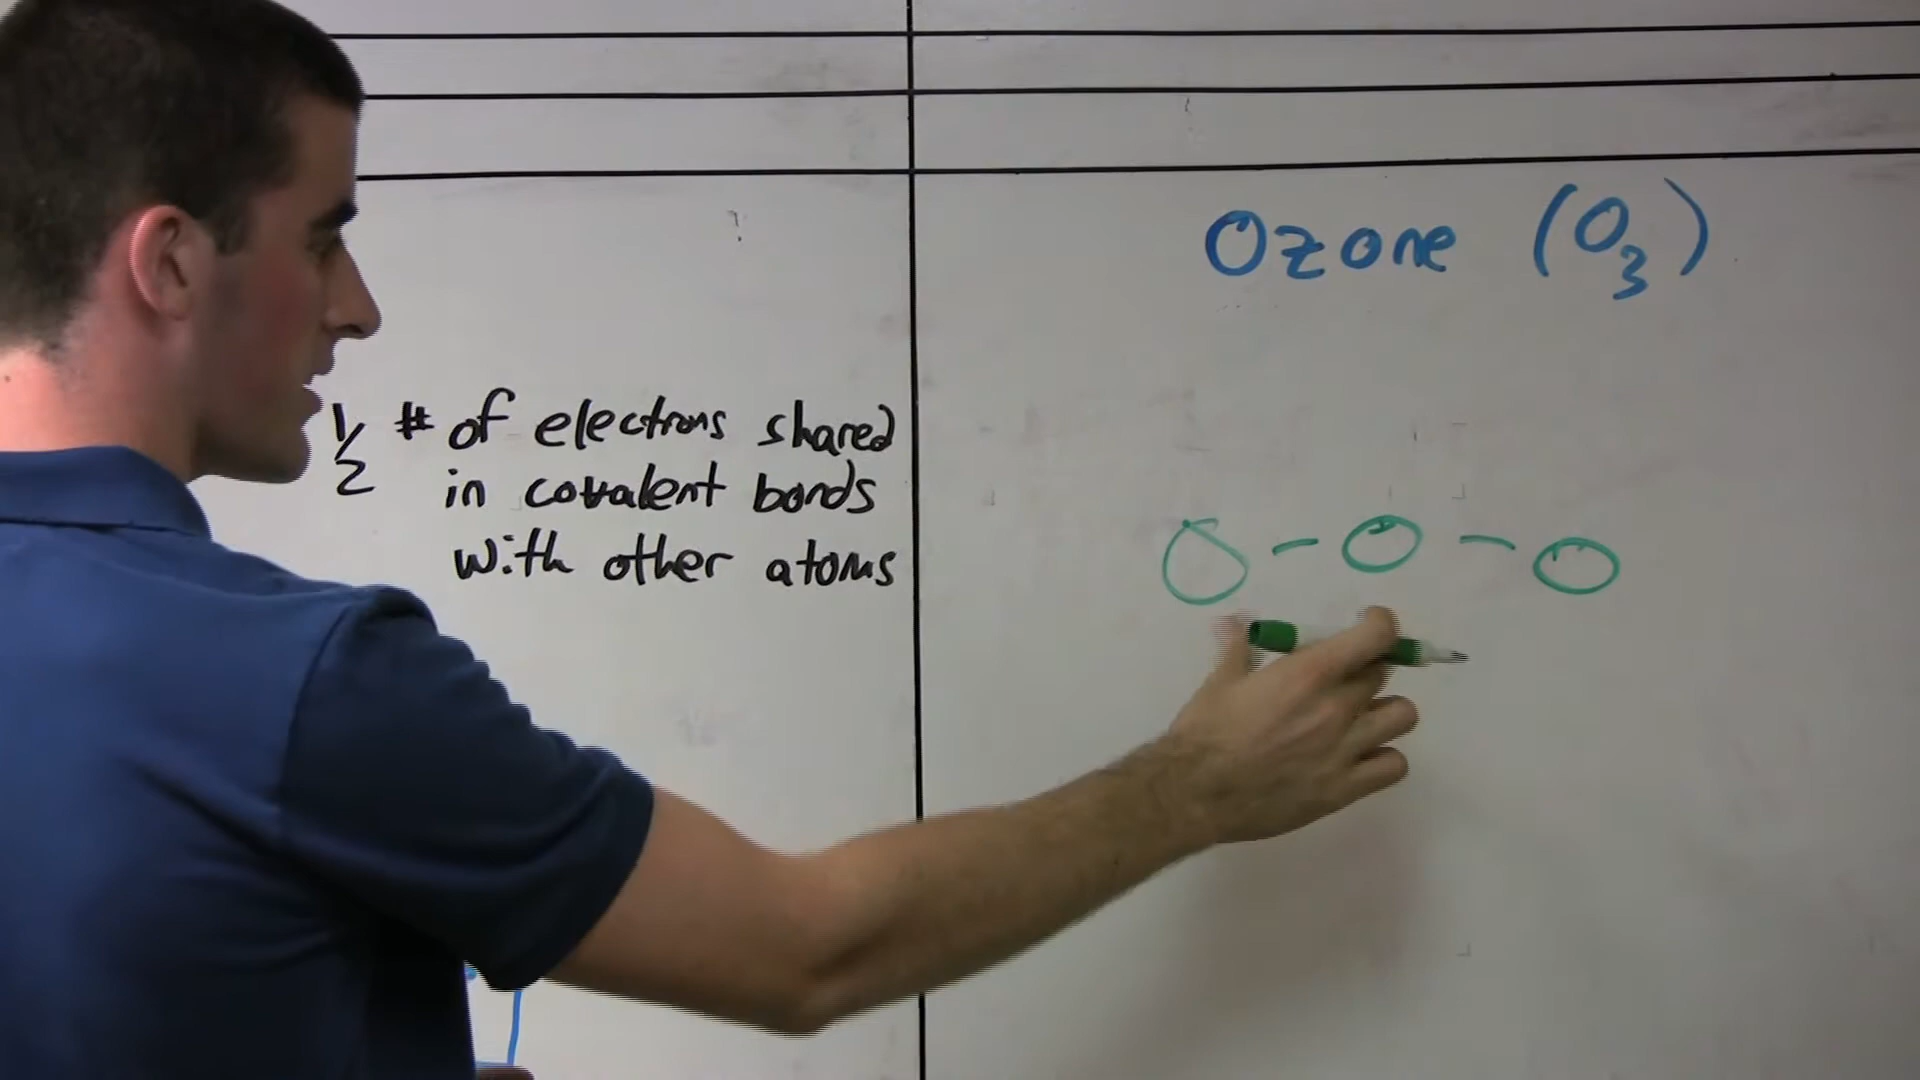 ½ # of electrons shared
in covalent bonds
with other atoms
Ozone (O₃)
O - O - O